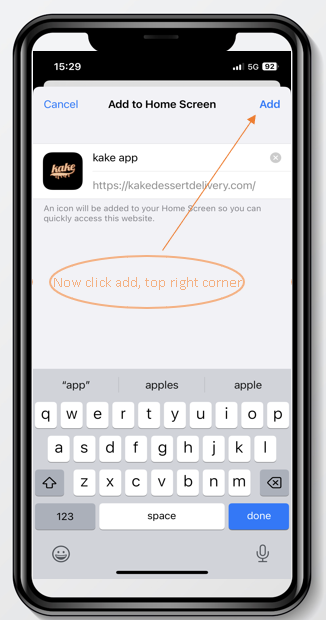 15:29 5G 92
Cancel Add to Home Screen Add
kake
kake app
https://kakedessertdelivery.com/
An icon will be added to your Home Screen so you can
quickly access this website.
Now click add, top right corner
“app” apples apple
q w e r t y u i o p
a s d f g h j k l
z x c v b n m
123 space done